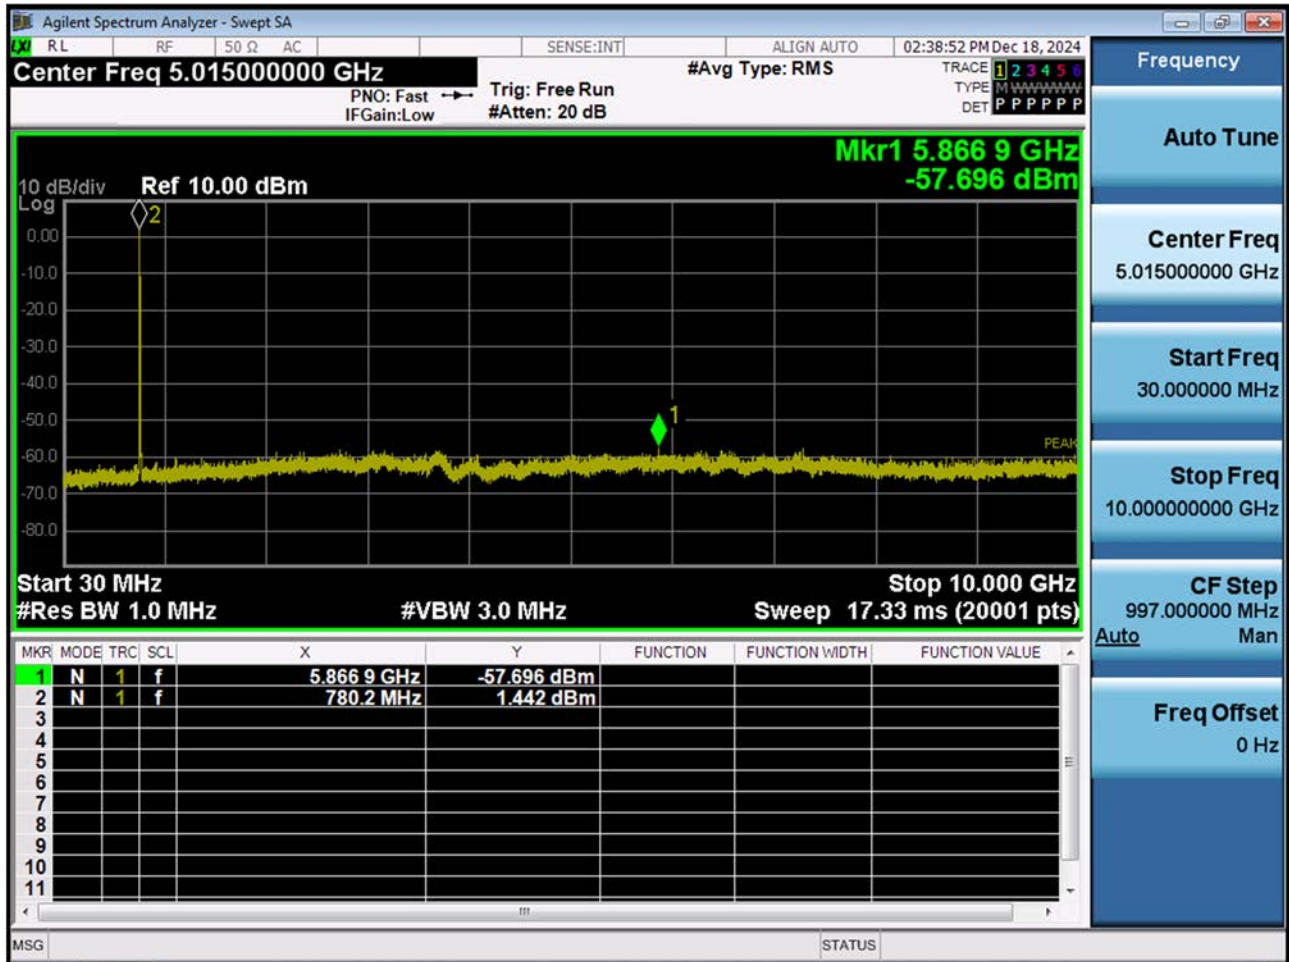 Agilent Spectrum Analyzer - Swept SA
LXI RL RF 50 Ω AC SENSE:INT ALIGN AUTO 02:38:52 PM Dec 18, 2024
Center Freq 5.015000000 GHz
PNO: Fast
IFGain:Low
Trig: Free Run
#Atten: 20 dB
#Avg Type: RMS
TRACE 1 2 3 4 5 6
TYPE M WWWWW
DET P P P P P P
Mkr1 5.866 9 GHz
-57.696 dBm
10 dB/div Ref 10.00 dBm
Log
2
0.00
-10.0
-20.0
-30.0
-40.0
-50.0
1
PEAK
-60.0
-70.0
-80.0
Start 30 MHz Stop 10.000 GHz
#Res BW 1.0 MHz #VBW 3.0 MHz Sweep 17.33 ms (20001 pts)
MKR MODE TRC SCL X Y FUNCTION FUNCTION WIDTH FUNCTION VALUE
1 N 1 f 5.866 9 GHz -57.696 dBm
2 N 1 f 780.2 MHz 1.442 dBm
3
4
5
6
7
8
9
10
11
MSG STATUS
Frequency
Auto Tune
Center Freq
5.015000000 GHz
Start Freq
30.000000 MHz
Stop Freq
10.000000000 GHz
CF Step
997.000000 MHz
Auto Man
Freq Offset
0 Hz